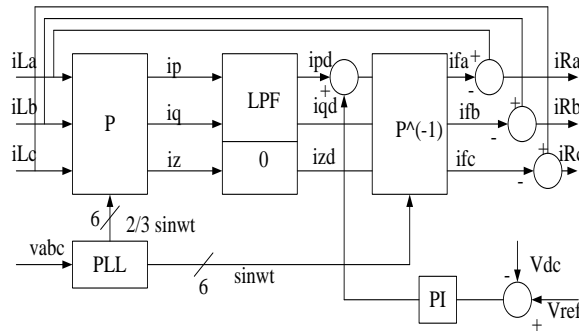 iLa ip ipd ifa + iRa
LPF + -
iLb iq iqd ifb + iRb
P P^(-1) -
iLc iz 0 izd ifc + iRc
-
6 2/3 sinwt
vabc PLL sinwt - Vdc
6 PI Vref
+